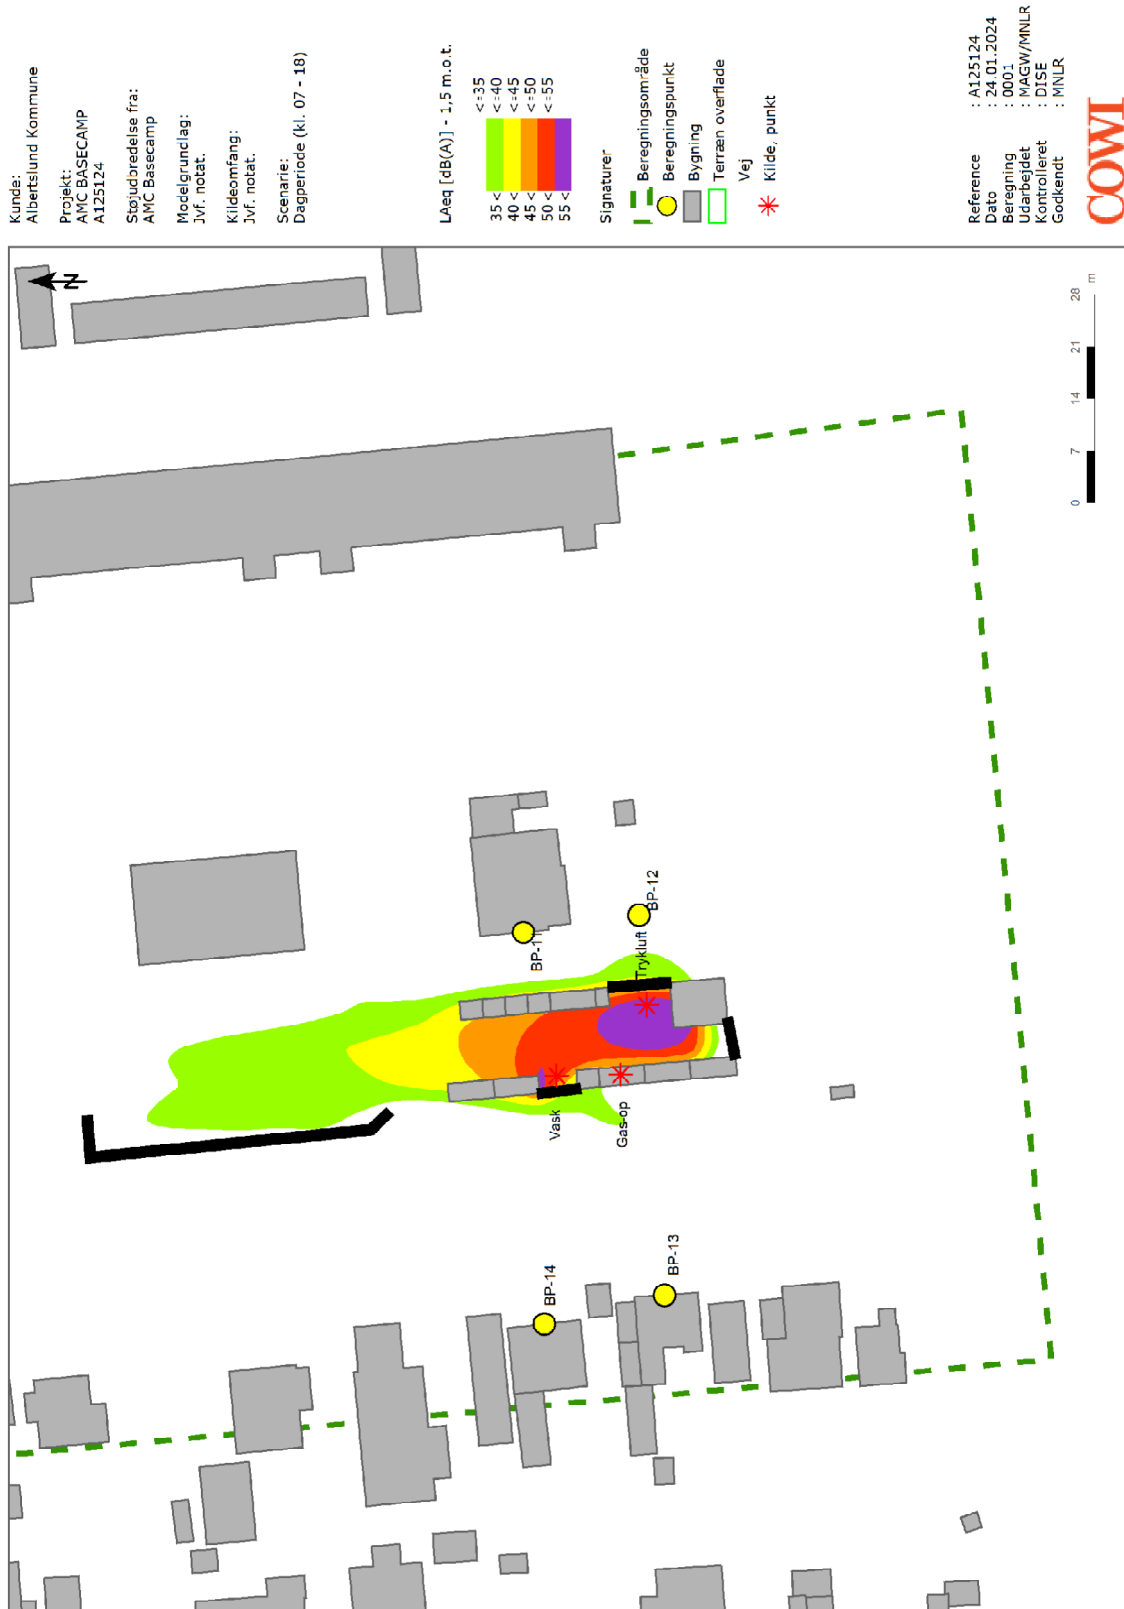 Kunde:
Albertslund Kommune
Projekt:
AMC BASECAMP
A125124
Støjudbredelse fra:
AMC Basecamp
Modelgrundlag:
Jvf. notat.
Kildeomfang:
Jvf. notat.
Scenarie:
Dagperiode (kl. 07 - 18)
LAeq [dB(A)] - 1,5 m.o.t.
<=35
35 < <=40
40 < <=45
45 < <=50
50 < <=55
55 <
Signaturer
Beregningsområde
Beregningspunkt
Bygning
Terræn overflade
Vej
Kilde, punkt
Reference : A125124
Dato : 24.01.2024
Beregning : 0001
Udarbejdet : MAGW/MNLR
Kontrolleret : DISE
Godkendt : MNLR
COWI
N
BP-11
BP-12
Trykluft
Vask
Gas-op
BP-14
BP-13
0 7 14 21 28
m